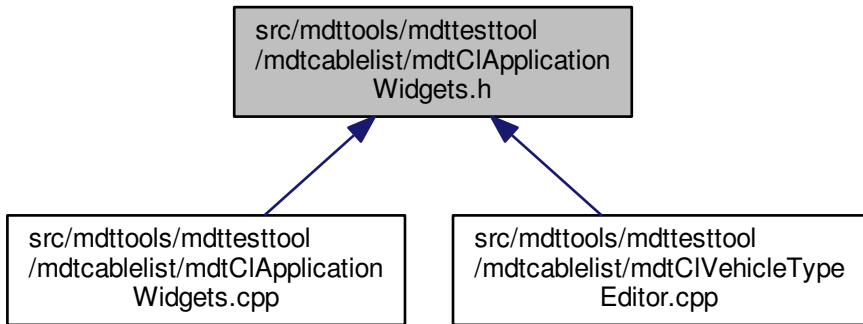 src/mdttools/mdttesttool
/mdtcablelist/mdtClApplication
Widgets.h
src/mdttools/mdttesttool
/mdtcablelist/mdtClApplication
Widgets.cpp
src/mdttools/mdttesttool
/mdtcablelist/mdtClVehicleType
Editor.cpp